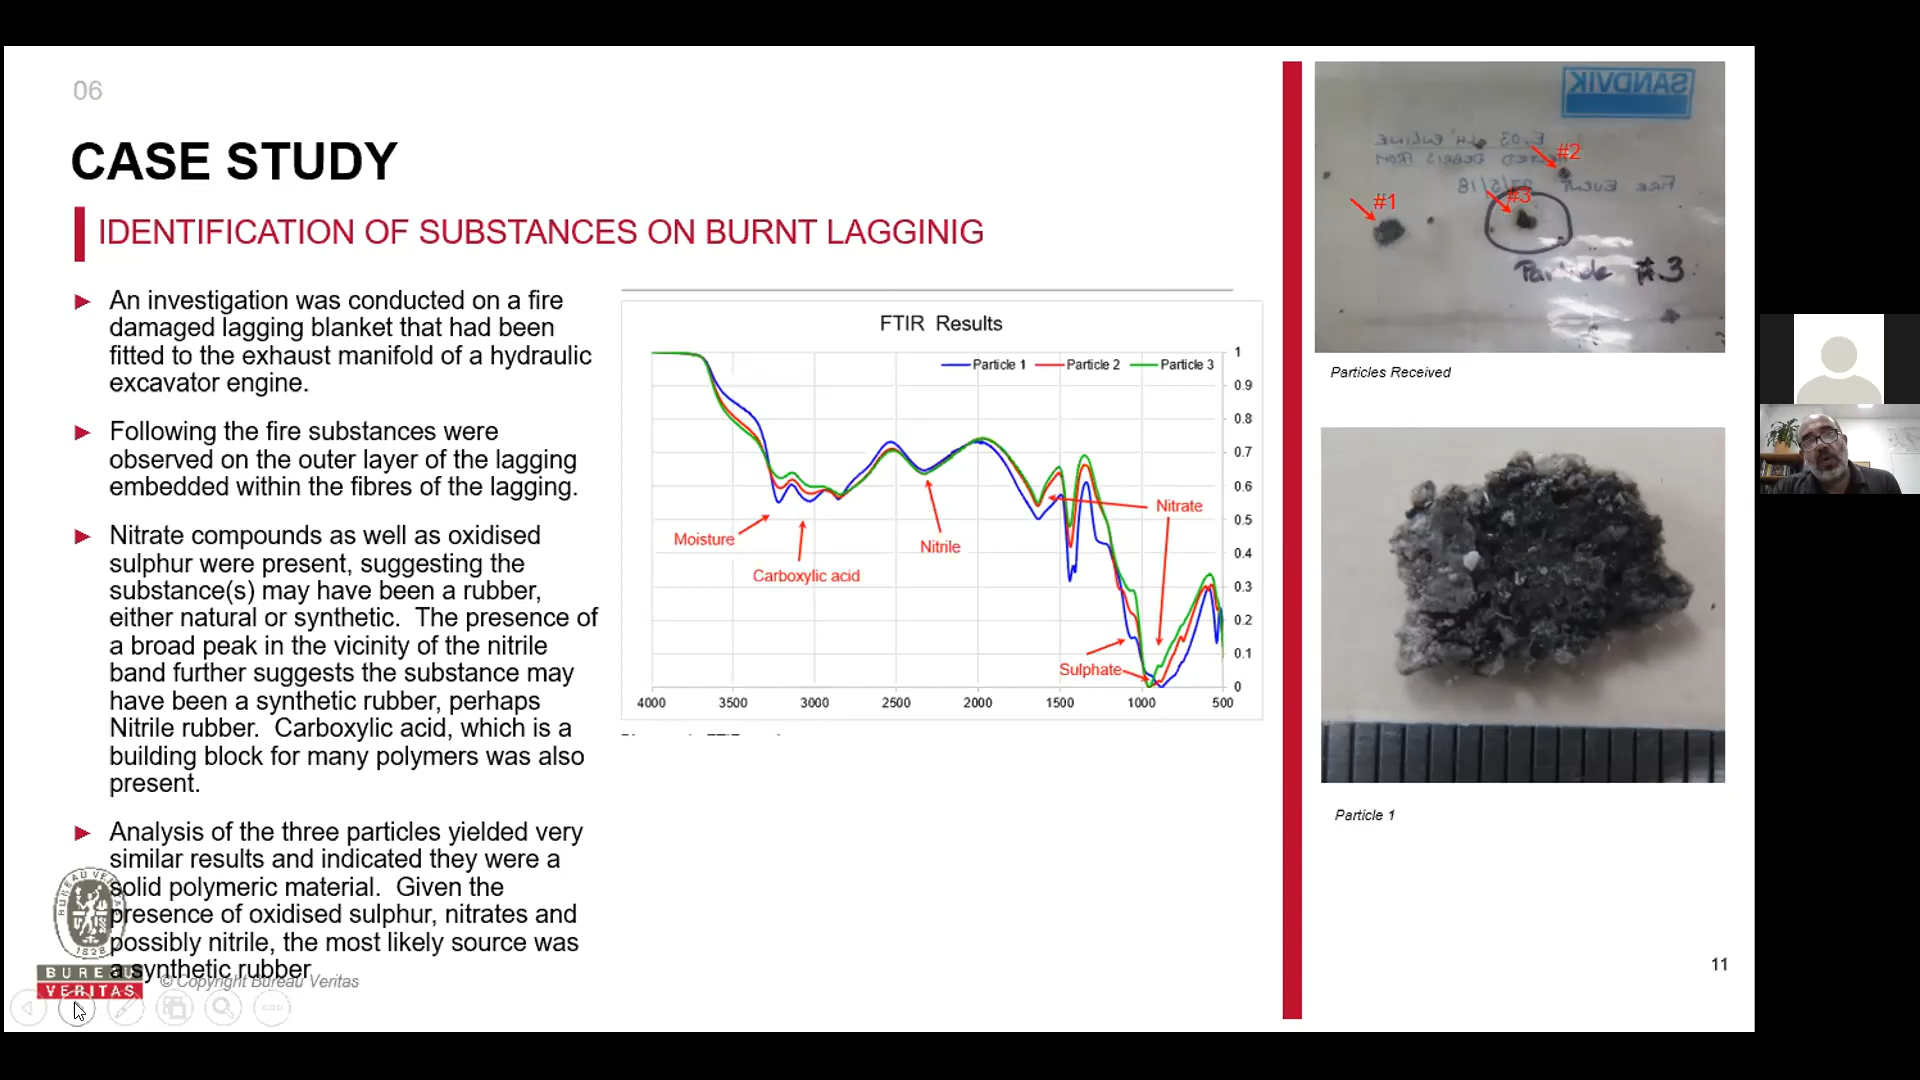 06
CASE STUDY
IDENTIFICATION OF SUBSTANCES ON BURNT LAGGINIG
► An investigation was conducted on a fire
damaged lagging blanket that had been
fitted to the exhaust manifold of a hydraulic
excavator engine.
► Following the fire substances were
observed on the outer layer of the lagging
embedded within the fibres of the lagging.
► Nitrate compounds as well as oxidised
sulphur were present, suggesting the
substance(s) may have been a rubber,
either natural or synthetic. The presence of
a broad peak in the vicinity of the nitrile
band further suggests the substance may
have been a synthetic rubber, perhaps
Nitrile rubber. Carboxylic acid, which is a
building block for many polymers was also
present.
► Analysis of the three particles yielded very
similar results and indicated they were a
solid polymeric material. Given the
presence of oxidised sulphur, nitrates and
possibly nitrile, the most likely source was
a synthetic rubber
BUREAU
VERITAS
1828
© Copyright Bureau Veritas
FTIR Results
Particle 1 Particle 2 Particle 3
1
0.9
0.8
0.7
0.6
0.5
0.4
0.3
0.2
0.1
0
4000 3500 3000 2500 2000 1500 1000 500
Moisture
Carboxylic acid
Nitrile
Nitrate
Sulphate
SANDVIK
FIRE EVENT
#1
#2
#3
Particle #.3
Particles Received
Particle 1
11